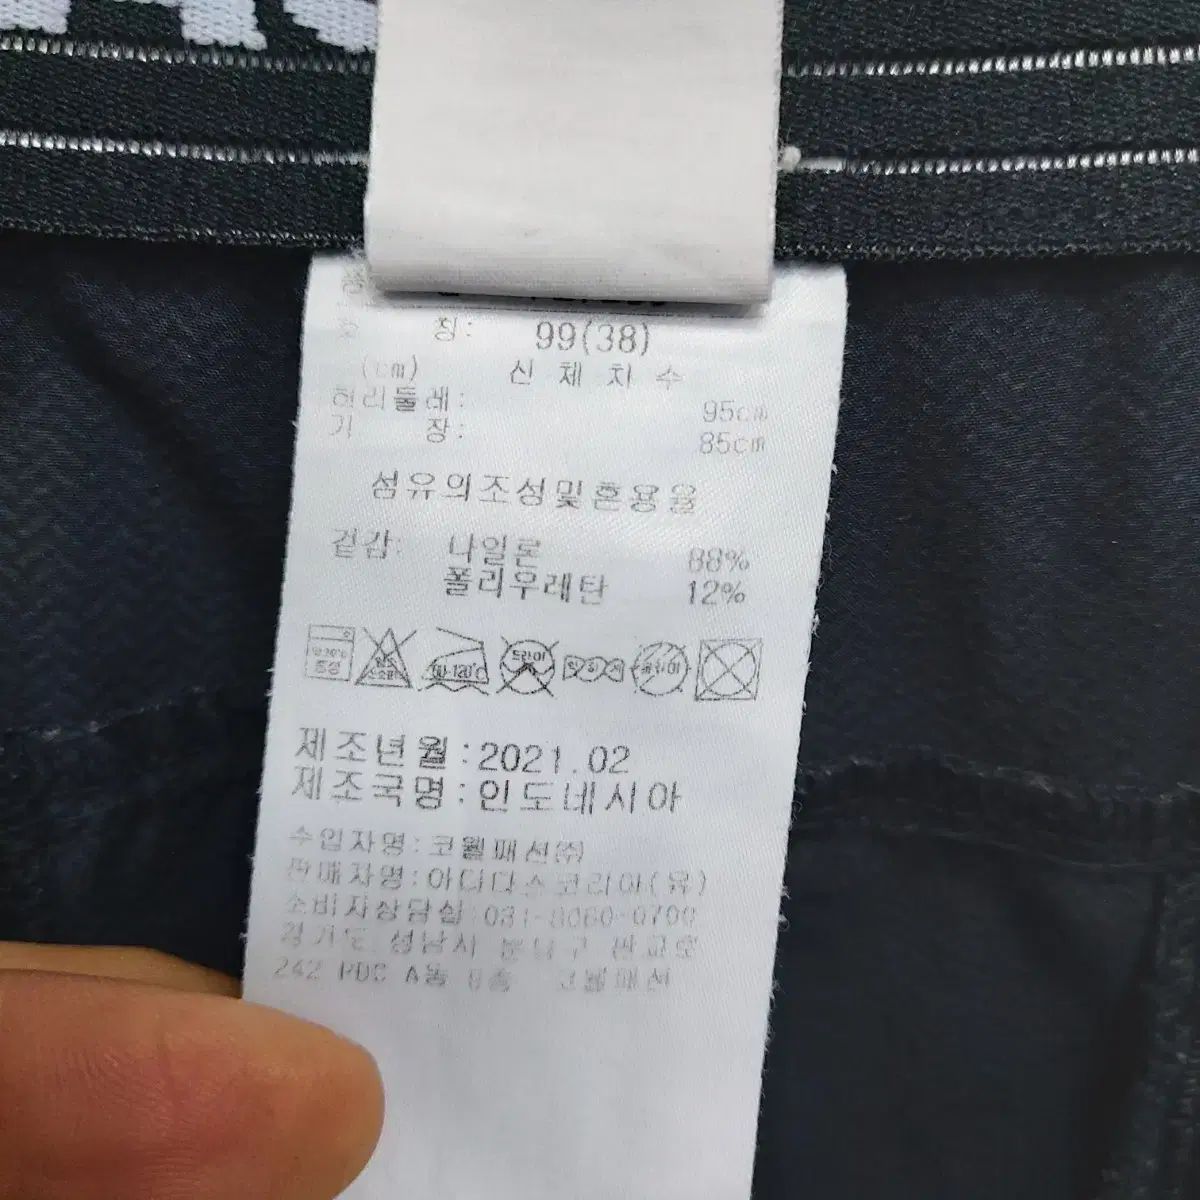 칭: 99(38)
(cm) 신 체 치 수
허리둘레: 95cm
기 장: 85cm
섬유의조성및혼용율
겉감: 나일론 88%
폴리우레탄 12%
드라이
제조년월:2021.02
제조국명:인도네시아
수입자명:코웰패션㈜
판매자명:아디다스코리아(유)
소비자상담실:031-8060-0700
경기도 성남시 분당구 판교로
242 PDC A동 코웰패션